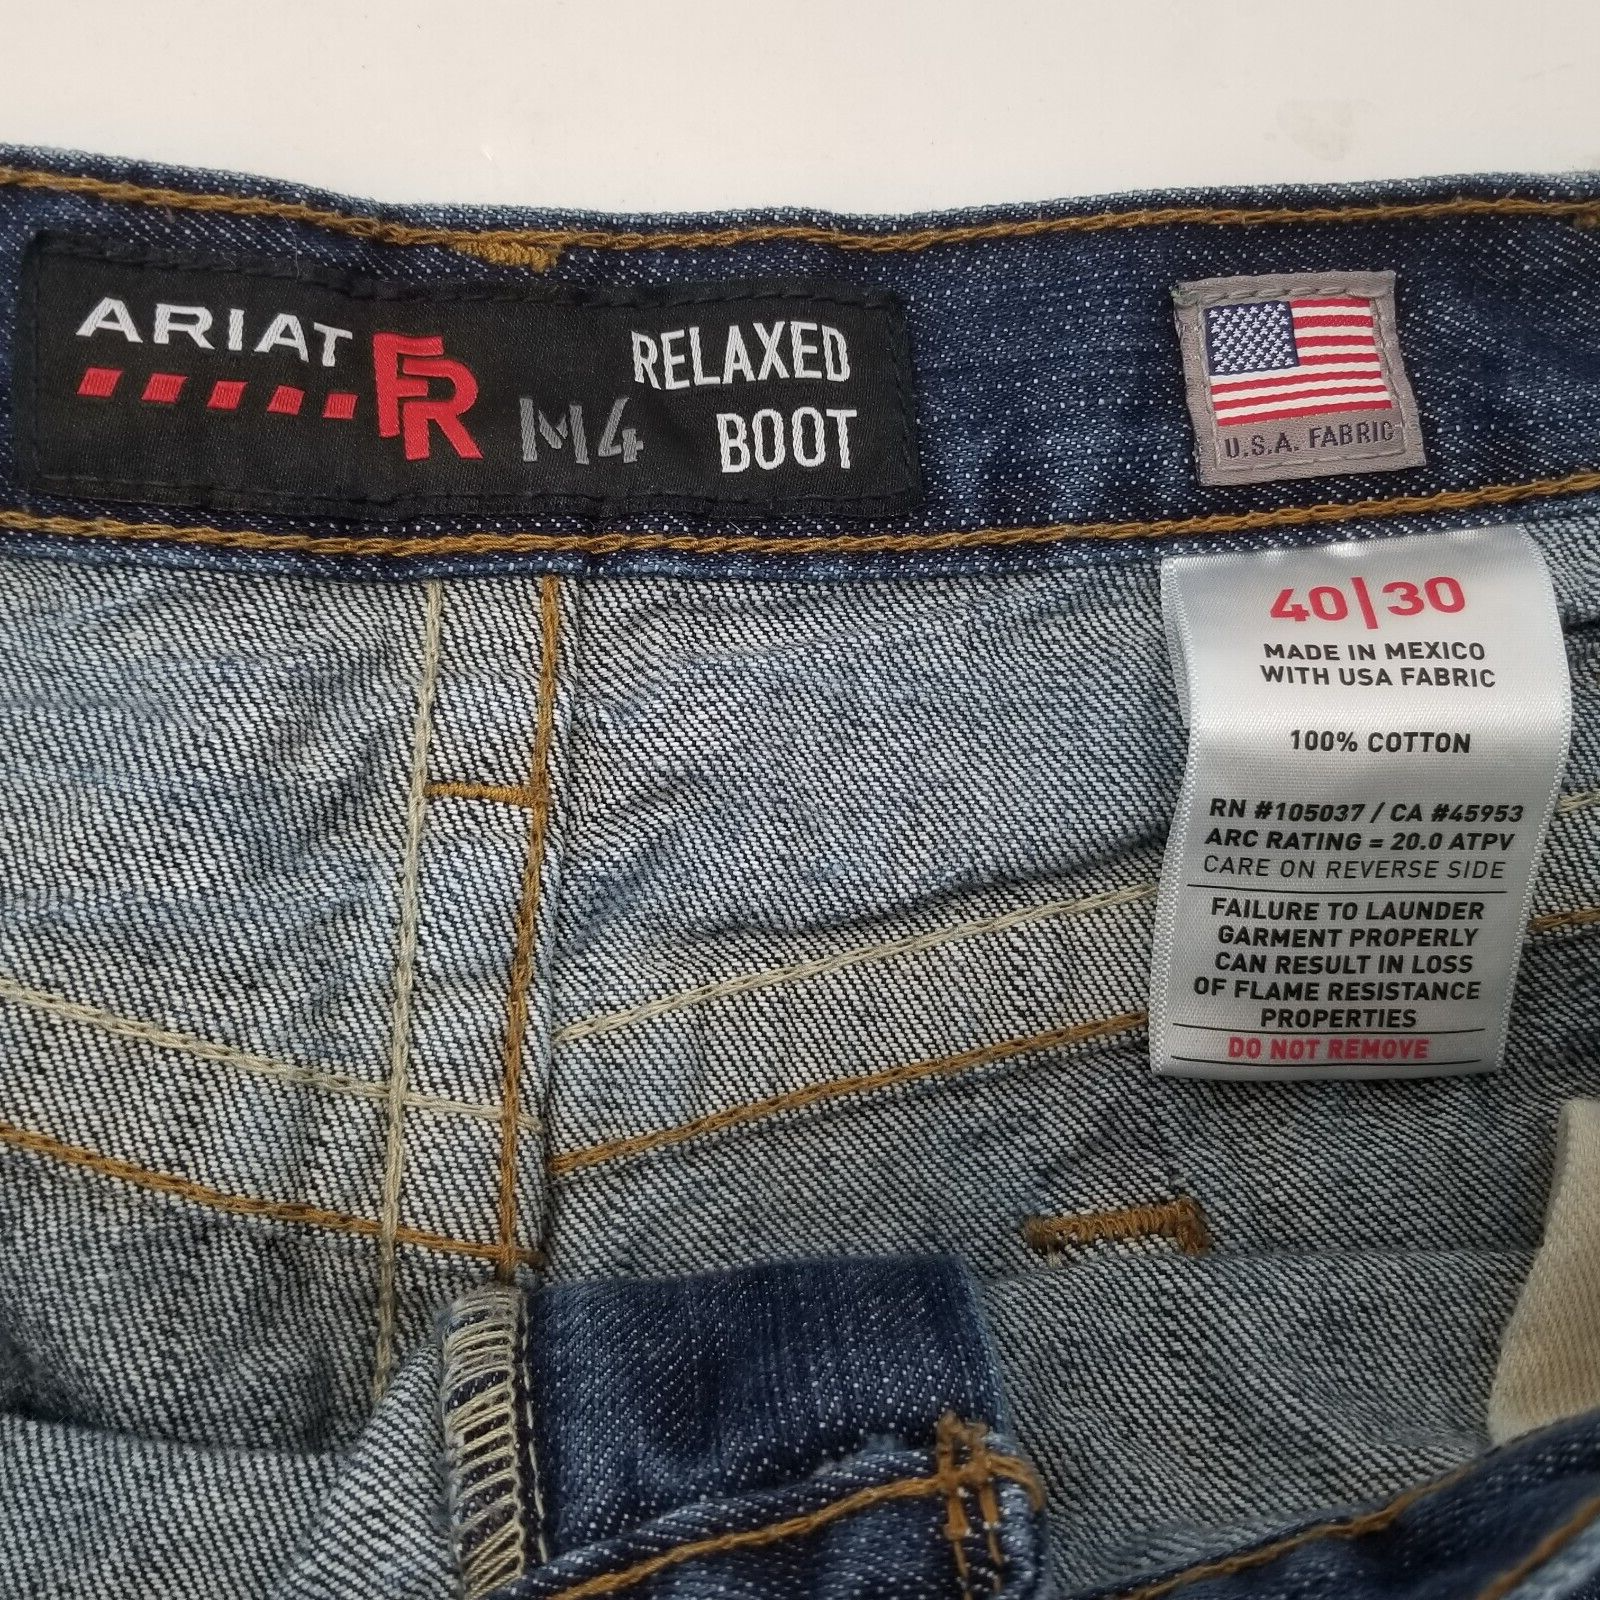 ARIAT
FR
M4
RELAXED
BOOT
U.S.A. FABRIC
40|30
MADE IN MEXICO
WITH USA FABRIC
100% COTTON
RN #105037 / CA #45953
ARC RATING = 20.0 ATPV
CARE ON REVERSE SIDE
FAILURE TO LAUNDER
GARMENT PROPERLY
CAN RESULT IN LOSS
OF FLAME RESISTANCE
PROPERTIES
DO NOT REMOVE